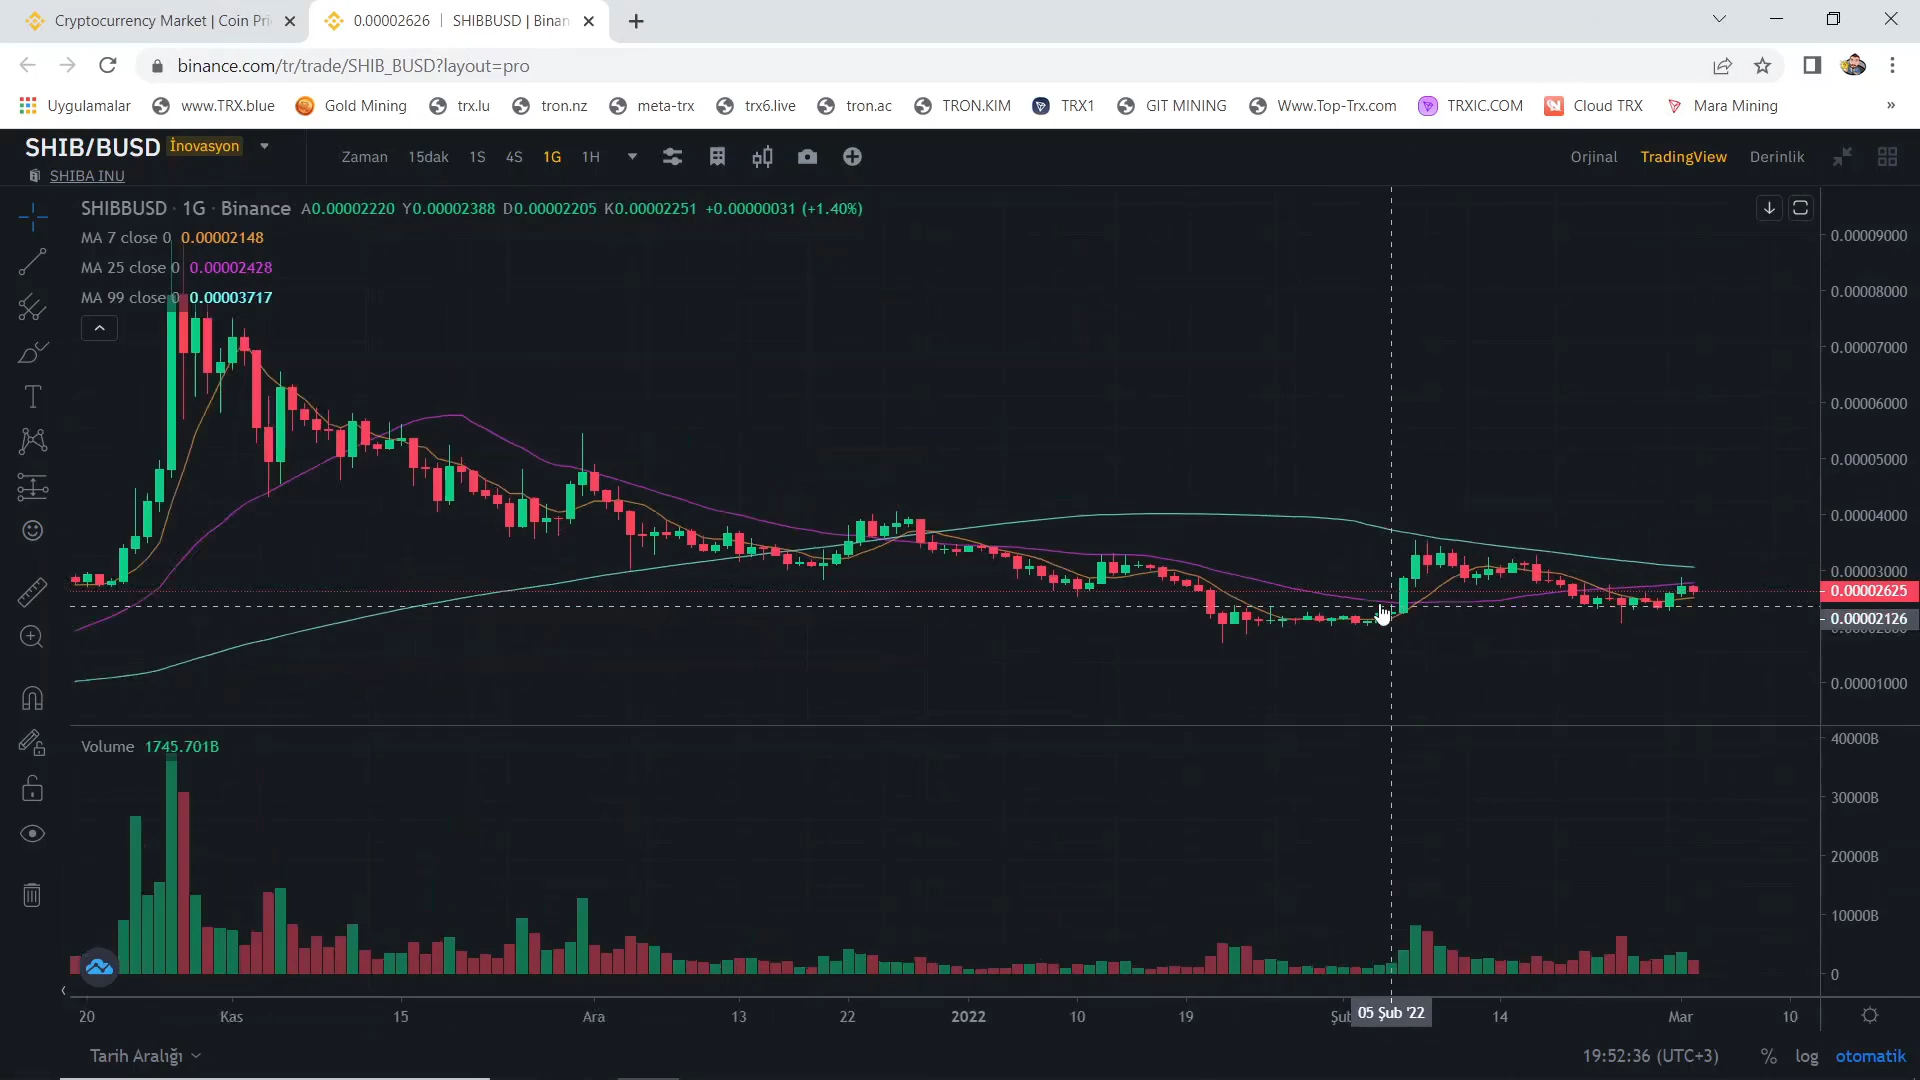 Cryptocurrency Market | Coin Pri
0.00002626 | SHIBBUSD | Binan
binance.com/tr/trade/SHIB_BUSD?layout=pro
Uygulamalar www.TRX.blue Gold Mining trx.lu tron.nz meta-trx trx6.live tron.ac TRON.KIM TRX1 GIT MINING Www.Top-Trx.com TRXIC.COM Cloud TRX Mara Mining »
SHIB/BUSD İnovasyon
SHIBA INU
Zaman 15dak 1S 4S 1G 1H
Orjinal TradingView Derinlik
SHIBBUSD · 1G · Binance A0.00002220 Y0.00002388 D0.00002205 K0.00002251 +0.00000031 (+1.40%)
MA 7 close 0 0.00002148
MA 25 close 0 0.00002428
MA 99 close 0 0.00003717
0.00009000
0.00008000
0.00007000
0.00006000
0.00005000
0.00004000
0.00003000
0.00002625
0.00002126
0.00001000
Volume 1745.701B
40000B
30000B
20000B
10000B
0
20 Kas 15 Ara 13 22 2022 10 19 Şub 05 Şub '22 14 Mar 10
Tarih Aralığı
19:52:36 (UTC+3) % log otomatik